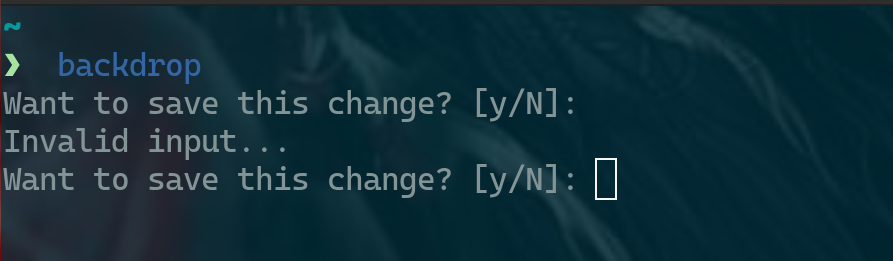 ~
❯ backdrop
Want to save this change? [y/N]:
Invalid input...
Want to save this change? [y/N]: